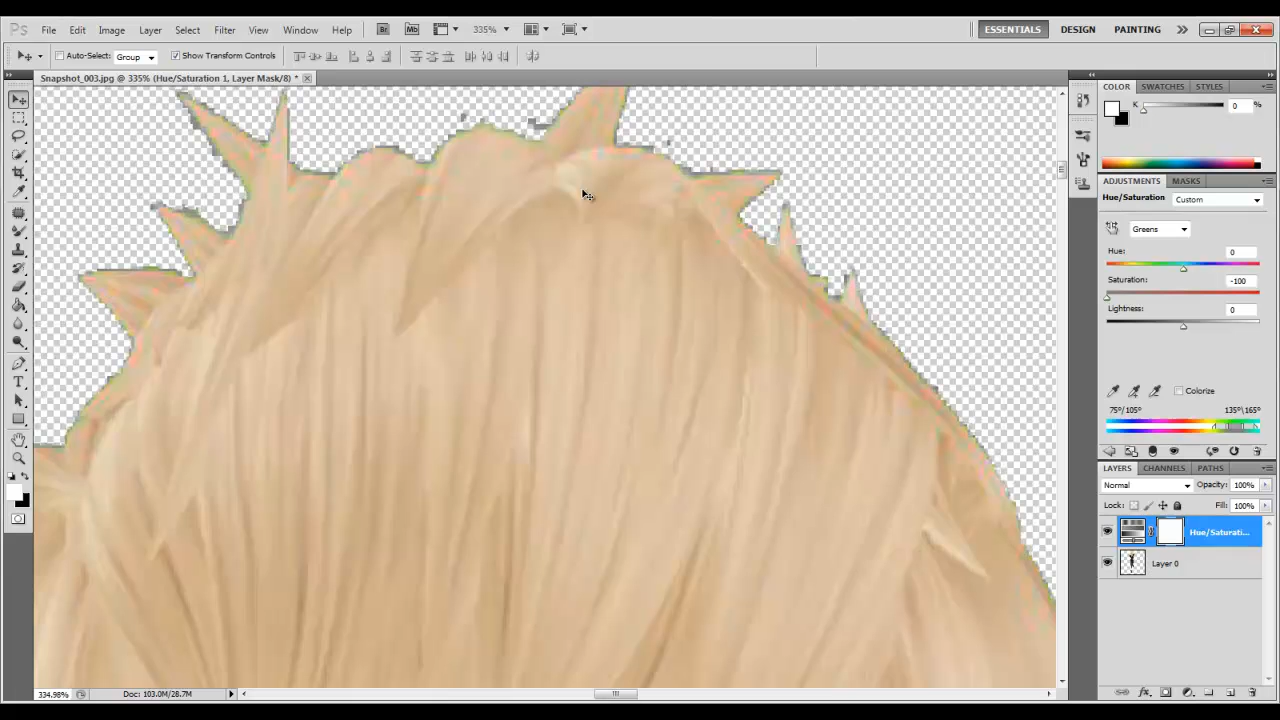 Ps File Edit Image Layer Select Filter View Window Help Br Mb 335% ESSENTIALS DESIGN PAINTING
Auto-Select: Group Show Transform Controls
Snapshot_003.jpg @ 335% (Hue/Saturation 1, Layer Mask/8) *
COLOR SWATCHES STYLES
K 0 %
ADJUSTMENTS MASKS
Hue/Saturation Custom
Greens
Hue: 0
Saturation: -100
Lightness: 0
Colorize
75°/105° 135°\165°
LAYERS CHANNELS PATHS
Normal Opacity: 100%
Lock: Fill: 100%
Hue/Saturati...
Layer 0
334.98% Doc: 103.0M/28.7M